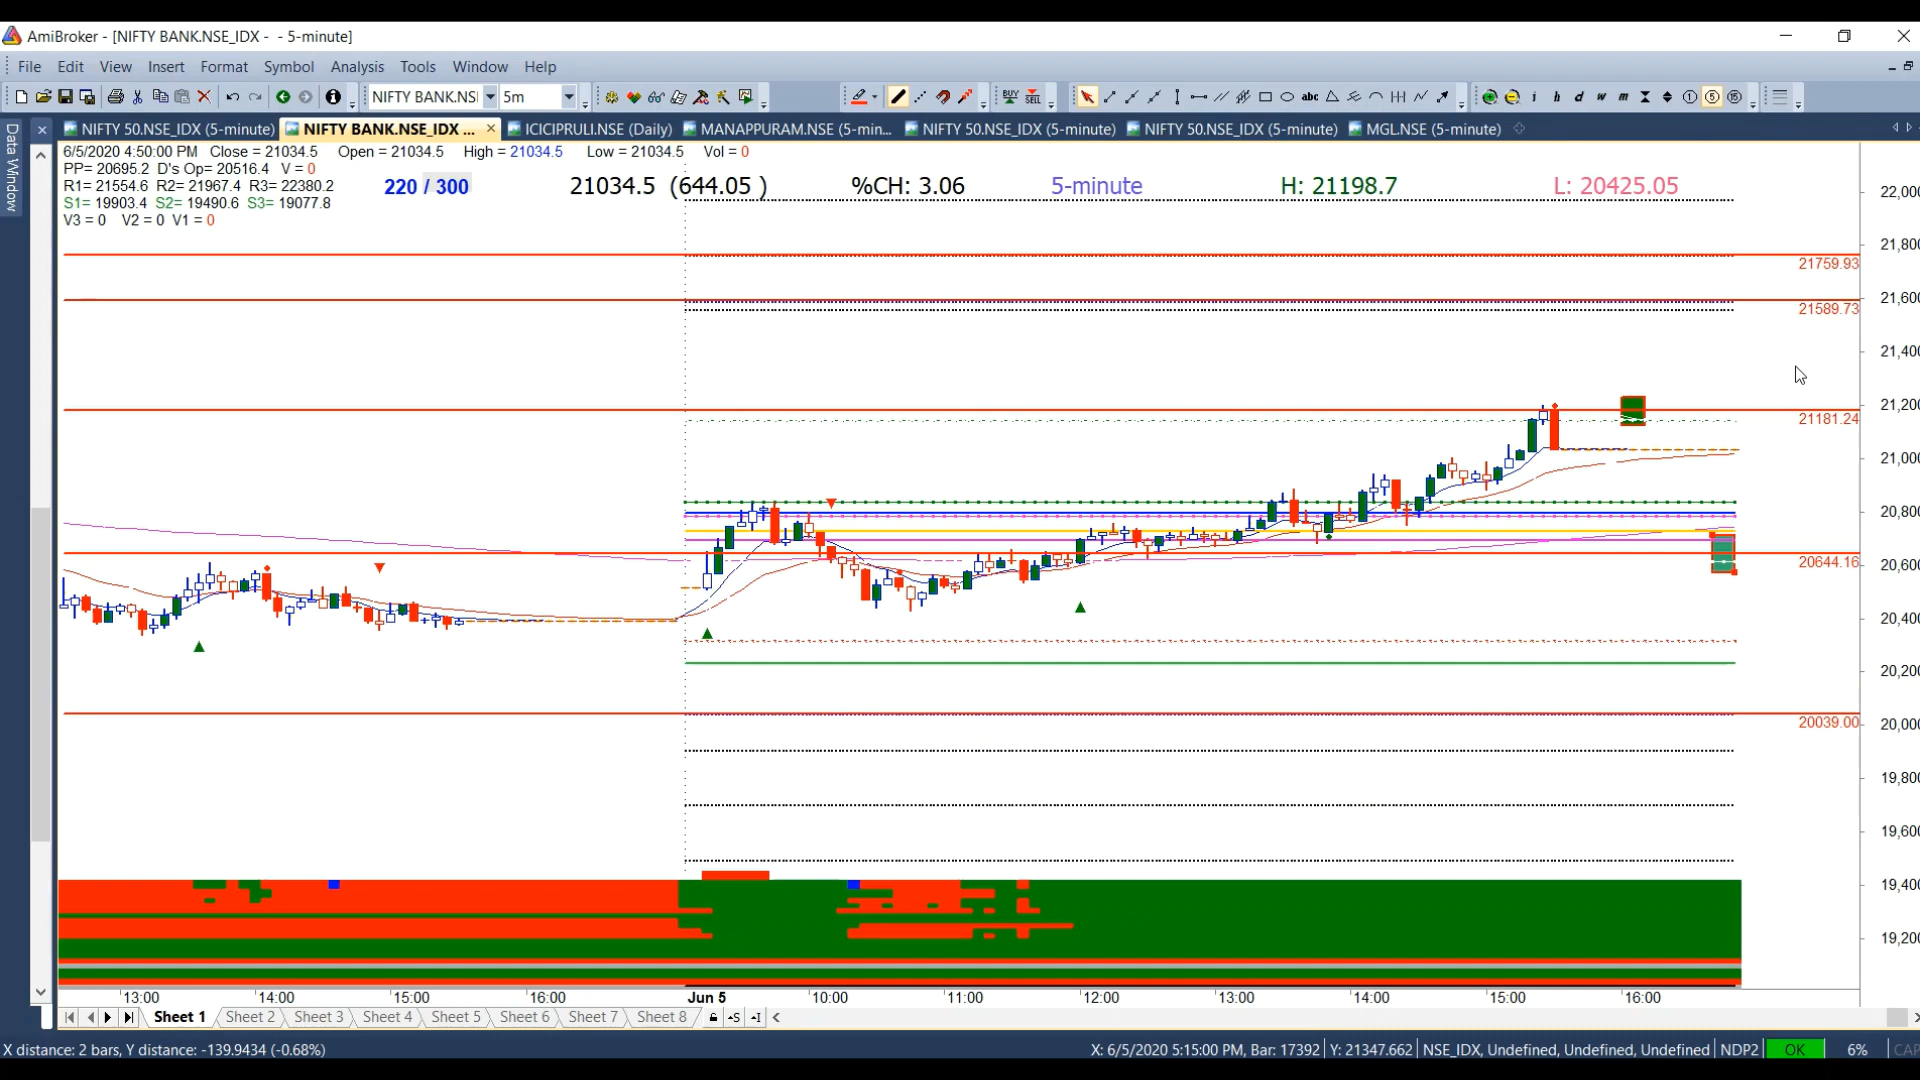 AmiBroker - [NIFTY BANK.NSE_IDX - - 5-minute]
File Edit View Insert Format Symbol Analysis Tools Window Help
NIFTY BANK.NSI 5m
BUY SELL abc i h d w m 1 5 15
NIFTY 50.NSE_IDX (5-minute) NIFTY BANK.NSE_IDX ... ICICIPRULI.NSE (Daily) MANAPPURAM.NSE (5-min... NIFTY 50.NSE_IDX (5-minute) NIFTY 50.NSE_IDX (5-minute) MGL.NSE (5-minute)
Data Window
6/5/2020 4:50:00 PM Close = 21034.5 Open = 21034.5 High = 21034.5 Low = 21034.5 Vol = 0
PP= 20695.2 D's Op= 20516.4 V = 0
R1= 21554.6 R2= 21967.4 R3= 22380.2
S1= 19903.4 S2= 19490.6 S3= 19077.8
V3 = 0 V2 = 0 V1 = 0
220 / 300 21034.5 (644.05 ) %CH: 3.06 5-minute H: 21198.7 L: 20425.05
22,000
21,800
21759.93
21,600
21589.73
21,400
21,200
21181.24
21,000
20,800
20,600
20644.16
20,400
20,200
20,000
20039.00
19,800
19,600
19,400
19,200
13:00 14:00 15:00 16:00 Jun 5 10:00 11:00 12:00 13:00 14:00 15:00 16:00
Sheet 1 Sheet 2 Sheet 3 Sheet 4 Sheet 5 Sheet 6 Sheet 7 Sheet 8 -S -I
X distance: 2 bars, Y distance: -139.9434 (-0.68%) X: 6/5/2020 5:15:00 PM, Bar: 17392 Y: 21347.662 NSE_IDX, Undefined, Undefined, Undefined NDP2 OK 6% CAP